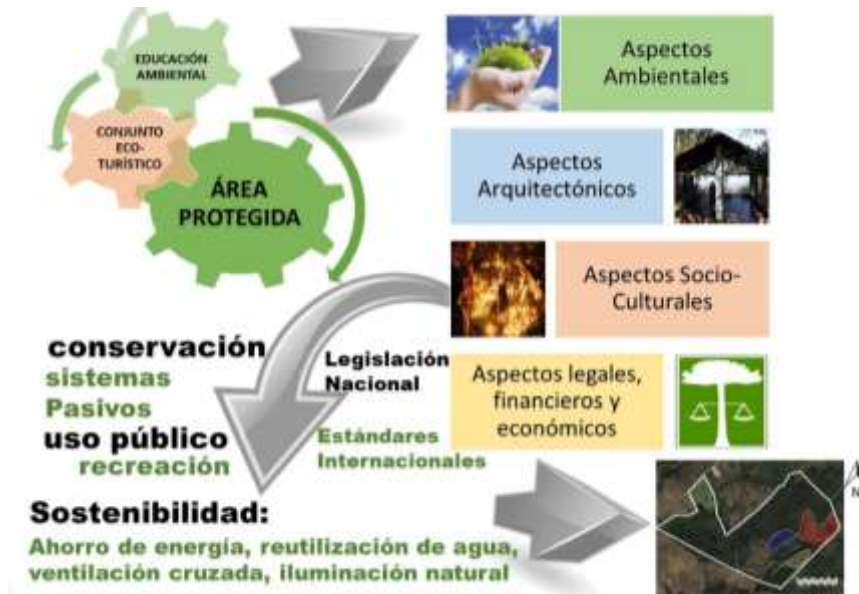 EDUCACIÓN
AMBIENTAL
CONJUNTO
ECO-
TURÍSTICO
ÁREA
PROTEGIDA
Aspectos
Ambientales
Aspectos
Arquitectónicos
Aspectos Socio-
Culturales
Aspectos legales,
financieros y
económicos
Legislación
Nacional
Estándares
Internacionales
conservación
sistemas
Pasivos
uso público
recreación
Sostenibilidad:
Ahorro de energía, reutilización de agua,
ventilación cruzada, iluminación natural
N